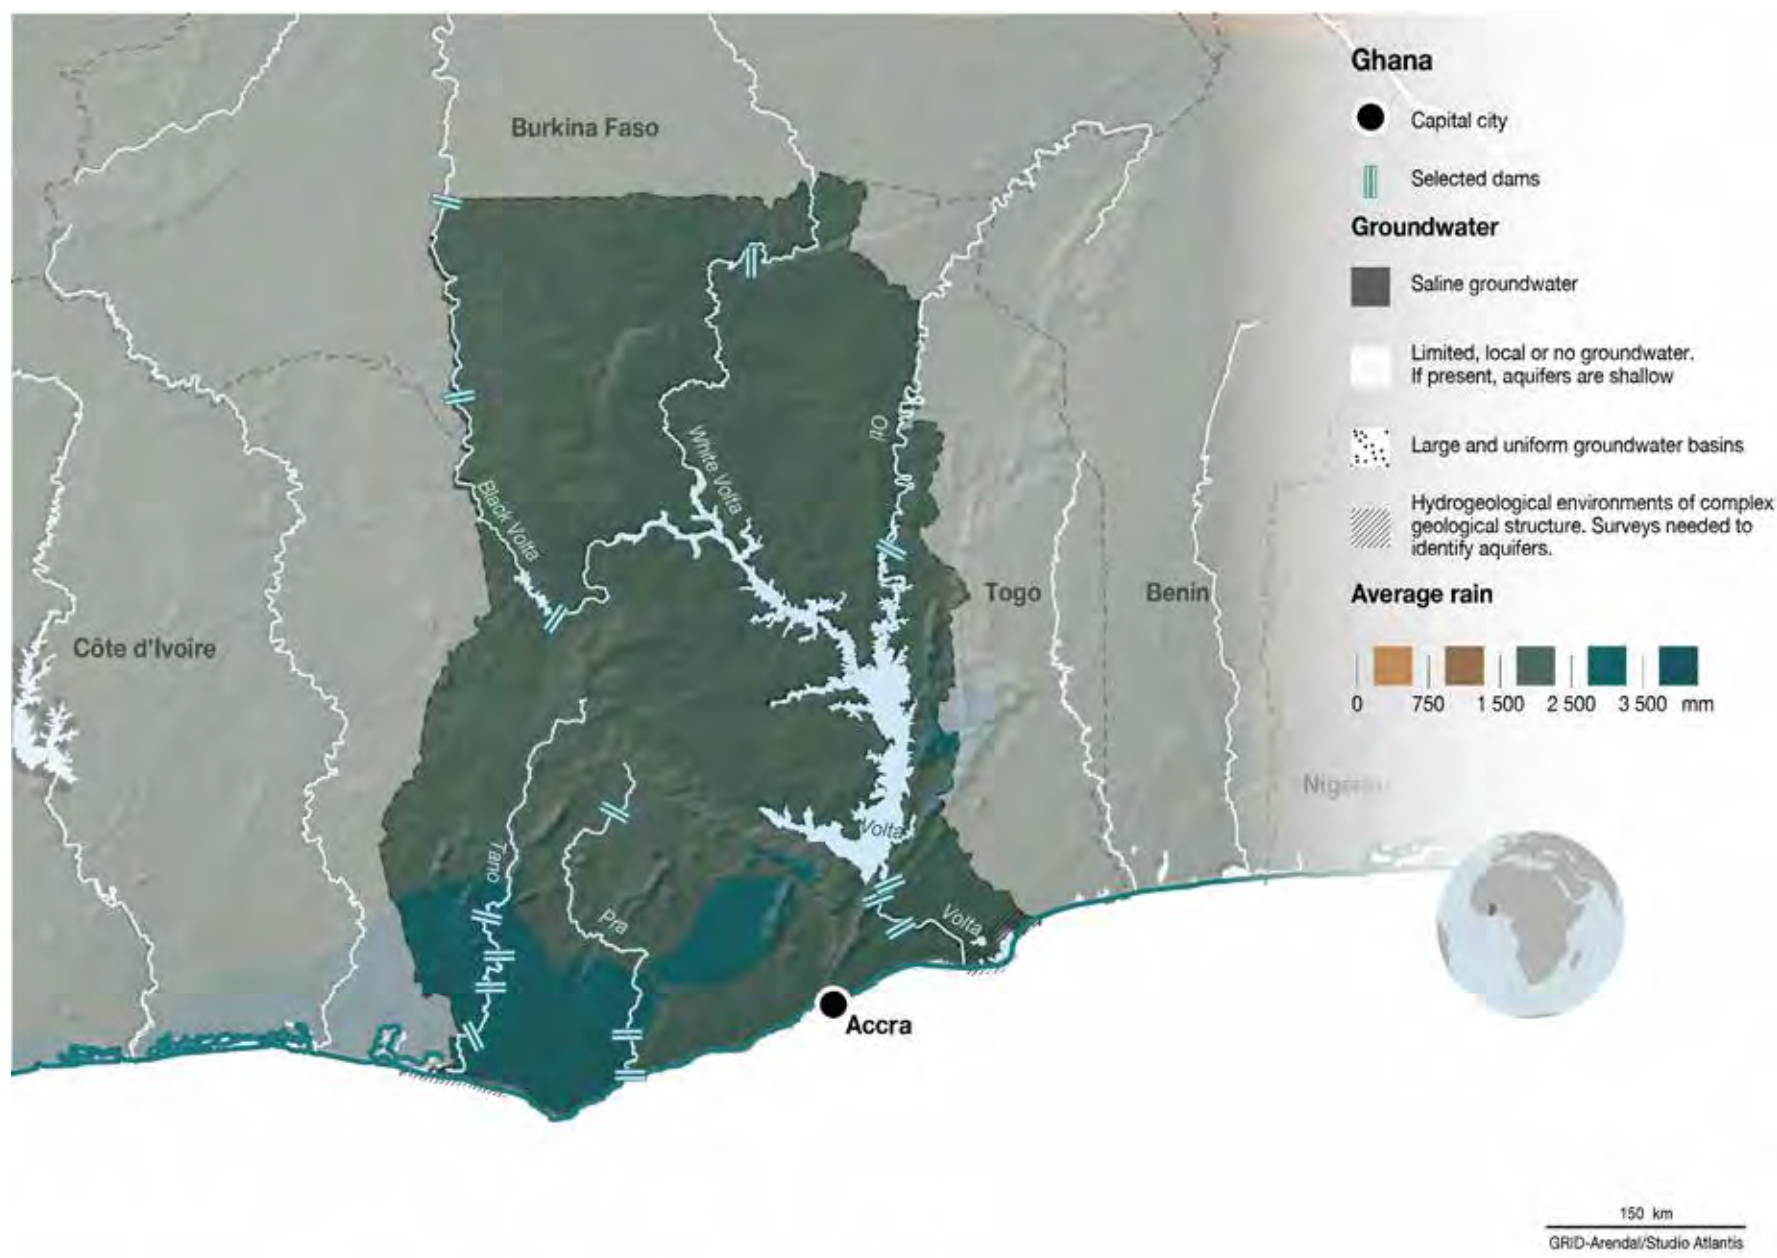 Burkina Faso
Côte d'Ivoire
Togo
Benin
Black Volta
White Volta
Oti
Volta
Volta
Tano
Pra
Accra
Ghana
Capital city
Selected dams
Groundwater
Saline groundwater
Limited, local or no groundwater.
If present, aquifers are shallow
Large and uniform groundwater basins
Hydrogeological environments of complex
geological structure. Surveys needed to
identify aquifers.
Average rain
0 750 1 500 2 500 3 500 mm
150 km
GRID-Arendal/Studio Atlantis